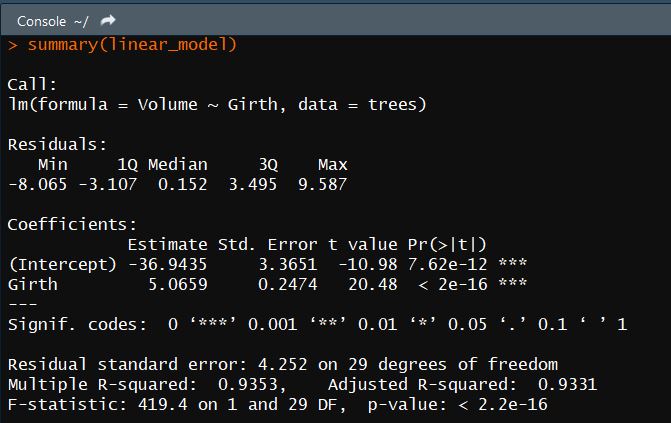 Console ~/
> summary(linear_model)
Call:
lm(formula = Volume ~ Girth, data = trees)
Residuals:
   Min     1Q Median     3Q    Max
-8.065 -3.107  0.152  3.495  9.587
Coefficients:
            Estimate Std. Error t value Pr(>|t|)
(Intercept) -36.9435     3.3651  -10.98 7.62e-12 ***
Girth         5.0659     0.2474   20.48  < 2e-16 ***
---
Signif. codes:  0 ‘***’ 0.001 ‘**’ 0.01 ‘*’ 0.05 ‘.’ 0.1 ‘ ’ 1
Residual standard error: 4.252 on 29 degrees of freedom
Multiple R-squared:  0.9353,    Adjusted R-squared:  0.9331
F-statistic: 419.4 on 1 and 29 DF,  p-value: < 2.2e-16